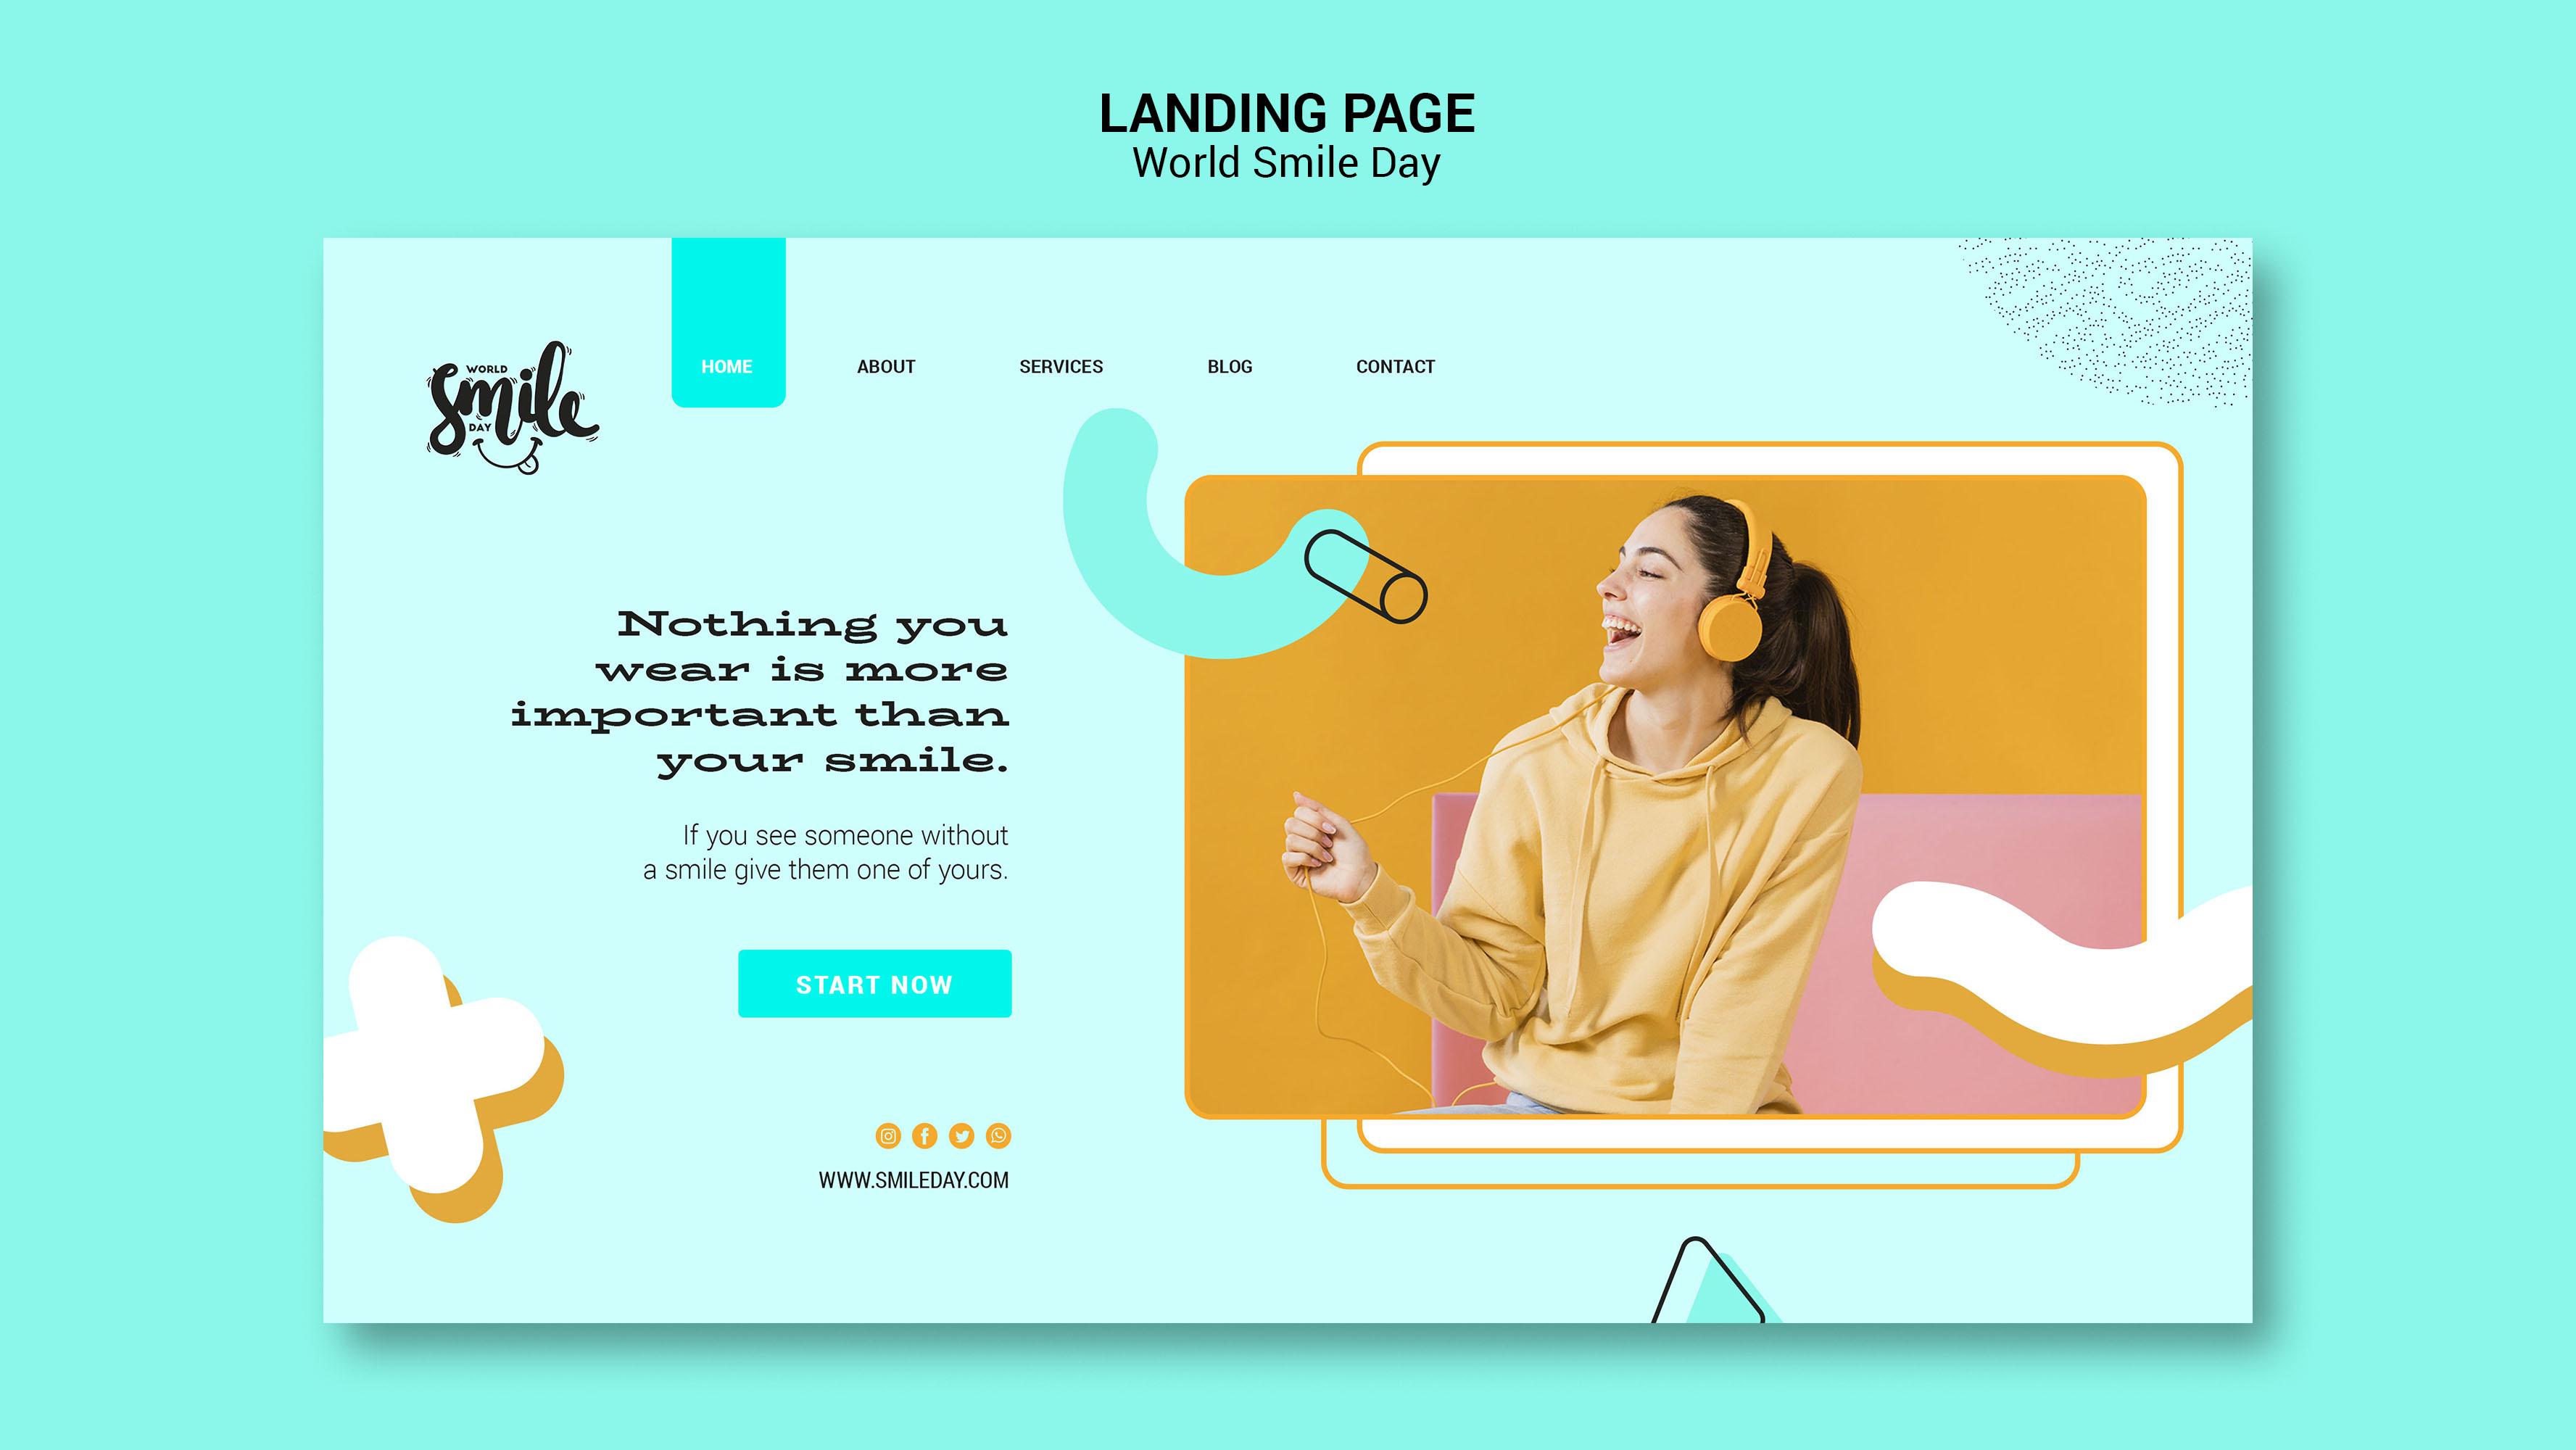 LANDING PAGE
World Smile Day
WORLD
Smile
DAY
HOME ABOUT SERVICES BLOG CONTACT
Nothing you
wear is more
important than
your smile.
If you see someone without
a smile give them one of yours.
START NOW
WWW.SMILEDAY.COM